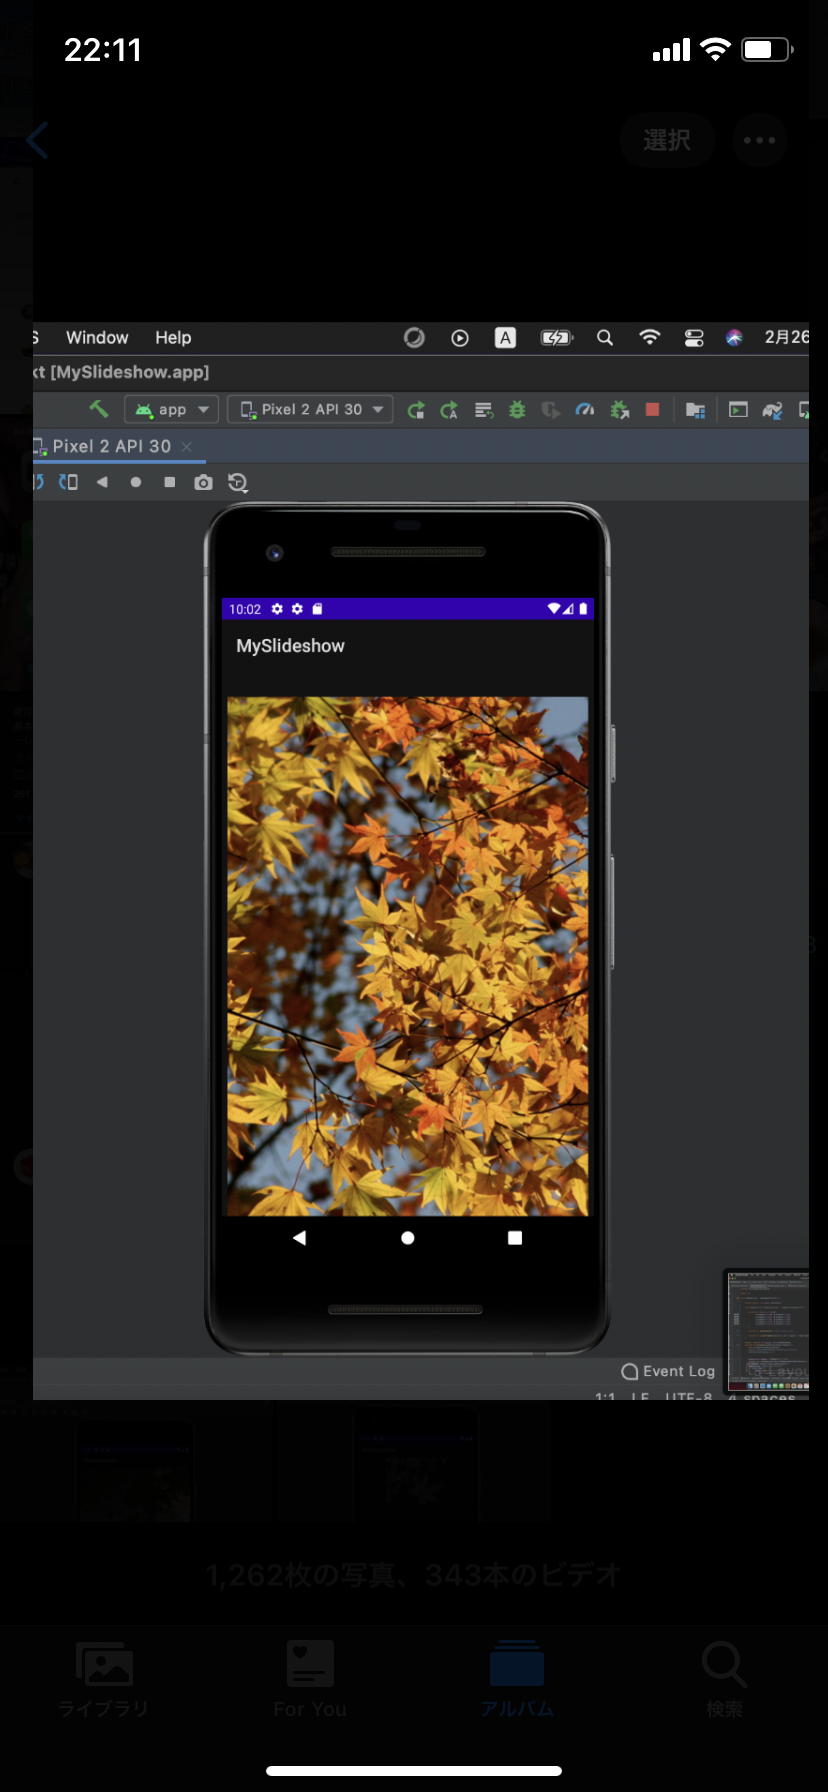 22:11
選択
S Window Help A 2月26
kt [MySlideshow.app]
app Pixel 2 API 30
Pixel 2 API 30
10:02
MySlideshow
Event Log
1:1 LF UTF-8 4 spaces
1,262枚の写真、343本のビデオ
ライブラリ For You アルバム 検索